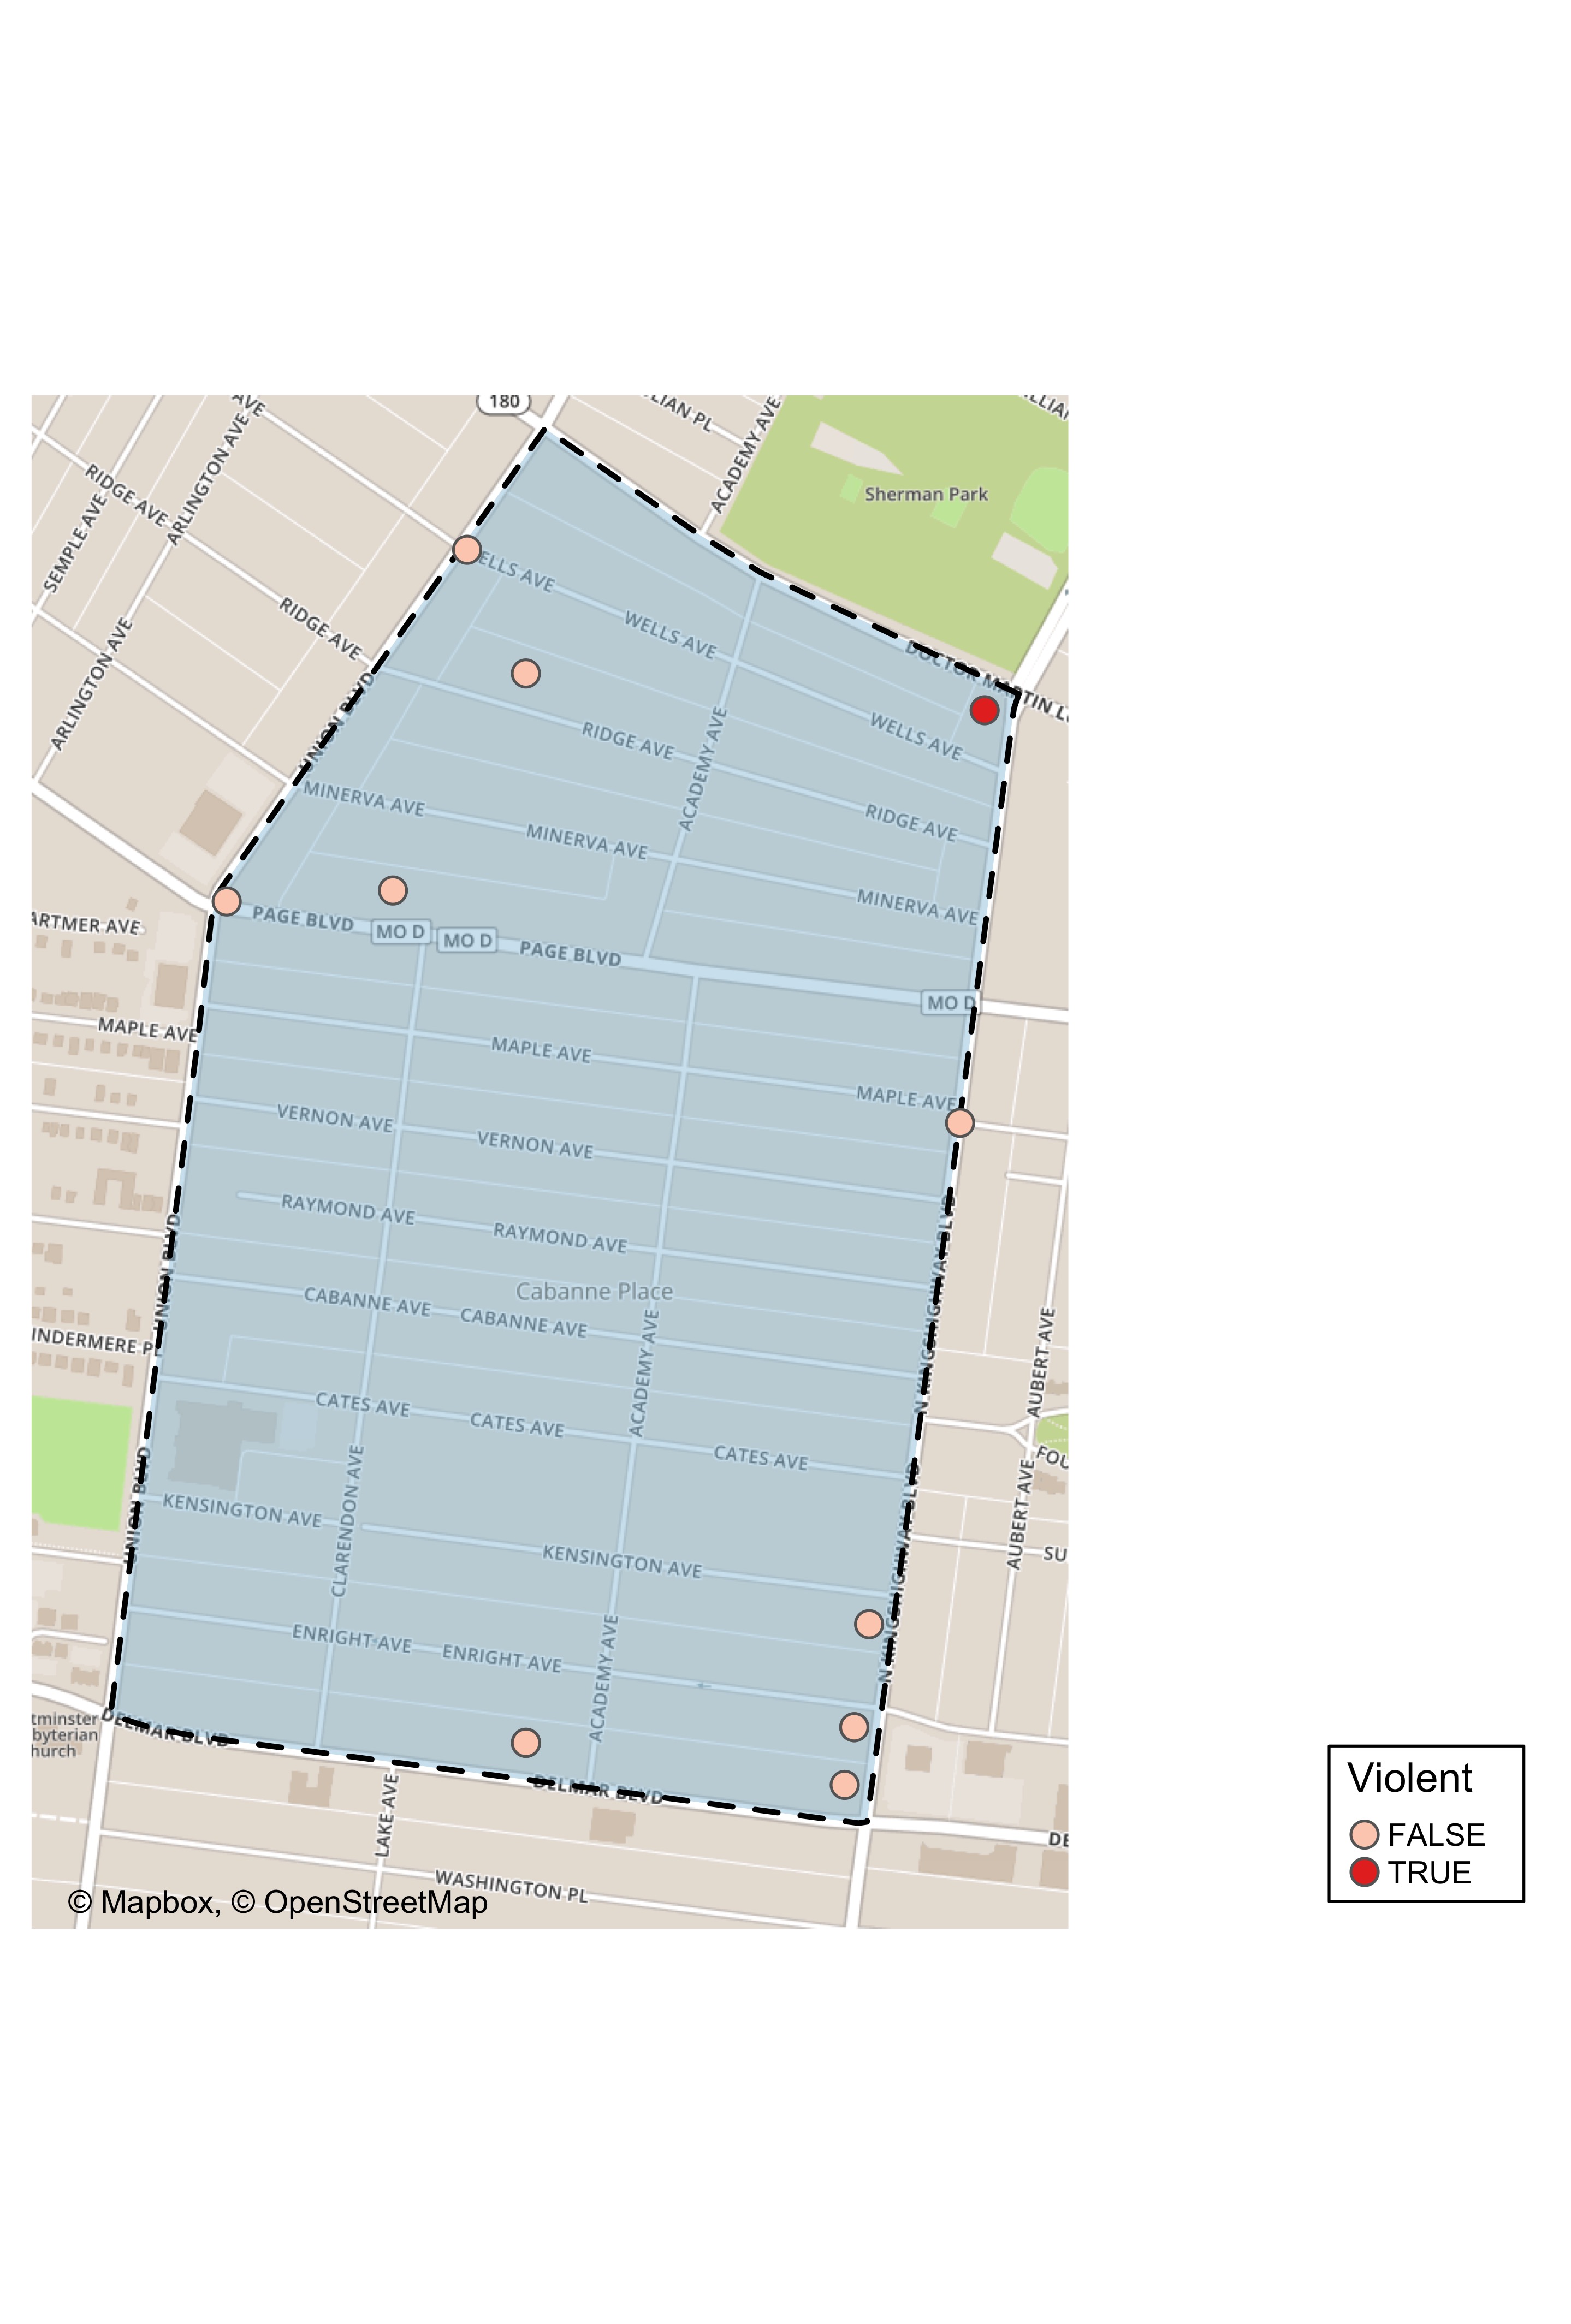 180
AVE
LIAN PL
ACADEMY AVE
ARLINGTON AVE
RIDGE AVE
SEMPLE AVE
Sherman Park
ELLS AVE
WELLS AVE
RIDGE AVE
ARLINGTON AVE
DOCTOR MARTIN L
UNION BLVD
WELLS AVE
RIDGE AVE
ACADEMY AVE
MINERVA AVE
RIDGE AVE
MINERVA AVE
MINERVA AVE
ARTMER AVE
PAGE BLVD
MO D
MO D
PAGE BLVD
MO D
MAPLE AVE
MAPLE AVE
MAPLE AVE
VERNON AVE
VERNON AVE
RAYMOND AVE
RAYMOND AVE
N KINGSHIGHWAY BLVD
UNION BLVD
Cabanne Place
CABANNE AVE
CABANNE AVE
INDERMERE P
ACADEMY AVE
AUBERT AVE
CATES AVE
CATES AVE
CATES AVE
FOU
UNION BLVD
CLARENDON AVE
AUBERT AVE
KENSINGTON AVE
KENSINGTON AVE
SU
N KINGSHIGHWAY BLVD
ENRIGHT AVE
ENRIGHT AVE
ACADEMY AVE
tminster
byterian
hurch
DELMAR BLVD
DELMAR BLVD
LAKE AVE
DE
WASHINGTON PL
© Mapbox, © OpenStreetMap
Violent
FALSE
TRUE